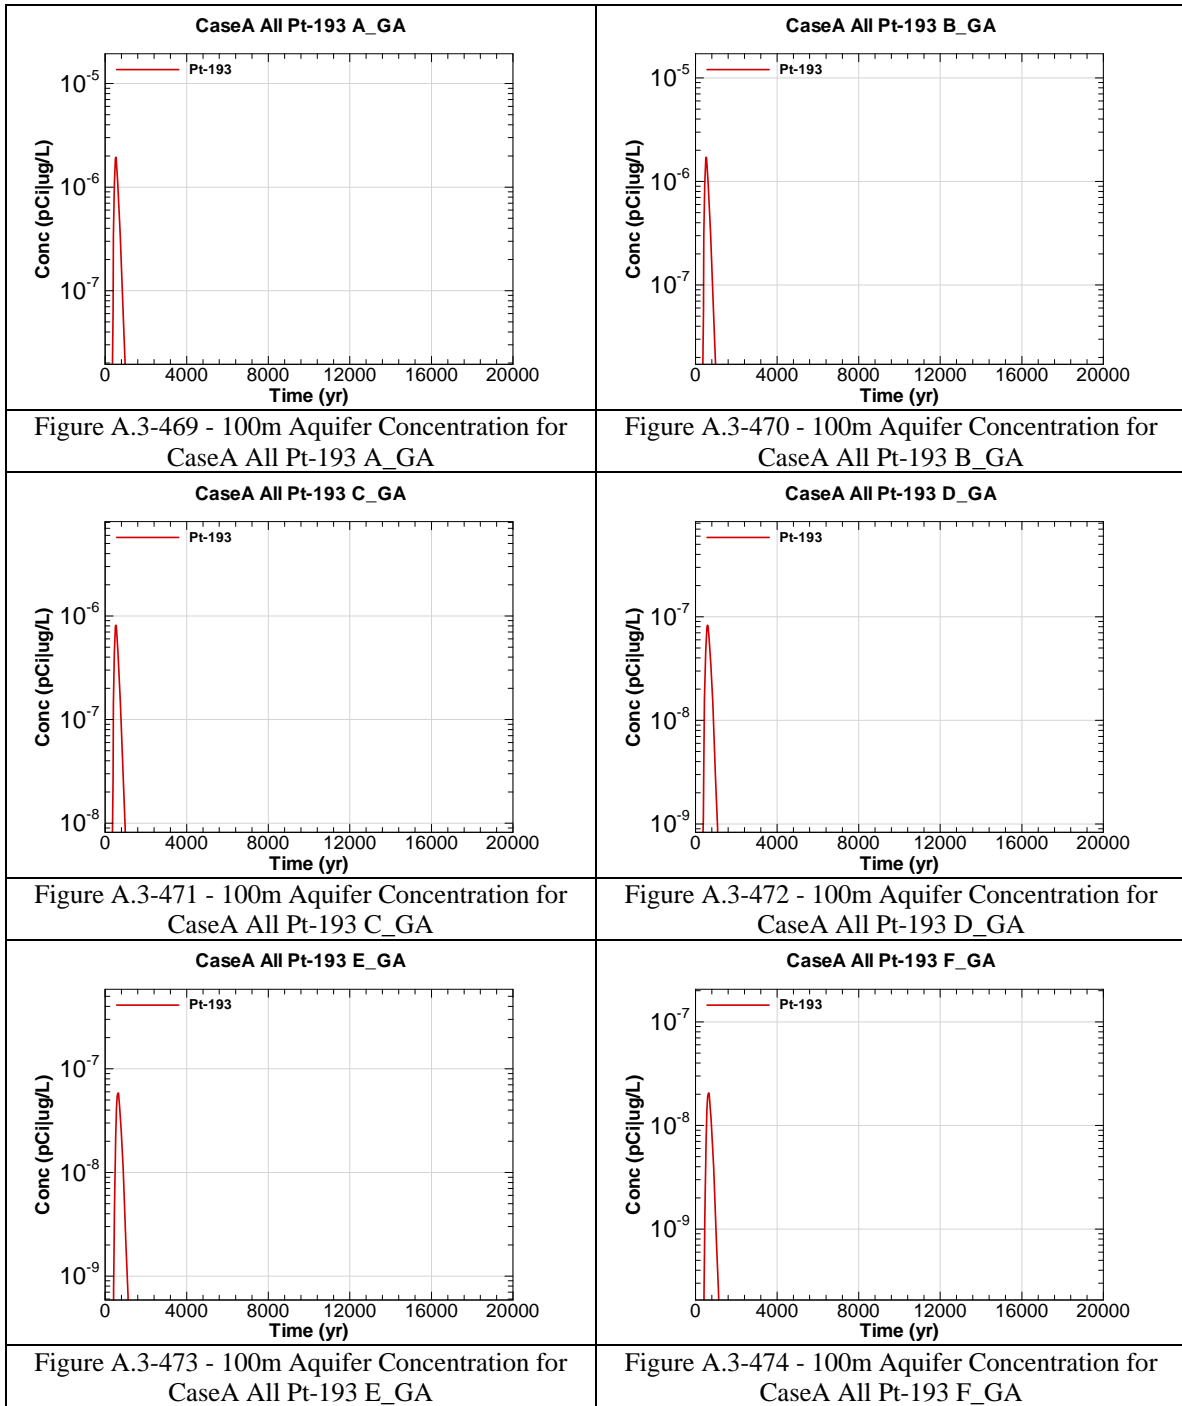 CaseA All Pt-193 A_GA
Pt-193
Conc (pCi|ug/L)
10-5
10-6
10-7
0 4000 8000 12000 16000 20000
Time (yr)
Figure A.3-469 - 100m Aquifer Concentration for
CaseA All Pt-193 A_GA
CaseA All Pt-193 B_GA
Pt-193
Conc (pCi|ug/L)
10-5
10-6
10-7
0 4000 8000 12000 16000 20000
Time (yr)
Figure A.3-470 - 100m Aquifer Concentration for
CaseA All Pt-193 B_GA
CaseA All Pt-193 C_GA
Pt-193
Conc (pCi|ug/L)
10-6
10-7
10-8
0 4000 8000 12000 16000 20000
Time (yr)
Figure A.3-471 - 100m Aquifer Concentration for
CaseA All Pt-193 C_GA
CaseA All Pt-193 D_GA
Pt-193
Conc (pCi|ug/L)
10-7
10-8
10-9
0 4000 8000 12000 16000 20000
Time (yr)
Figure A.3-472 - 100m Aquifer Concentration for
CaseA All Pt-193 D_GA
CaseA All Pt-193 E_GA
Pt-193
Conc (pCi|ug/L)
10-7
10-8
10-9
0 4000 8000 12000 16000 20000
Time (yr)
Figure A.3-473 - 100m Aquifer Concentration for
CaseA All Pt-193 E_GA
CaseA All Pt-193 F_GA
Pt-193
Conc (pCi|ug/L)
10-7
10-8
10-9
0 4000 8000 12000 16000 20000
Time (yr)
Figure A.3-474 - 100m Aquifer Concentration for
CaseA All Pt-193 F_GA